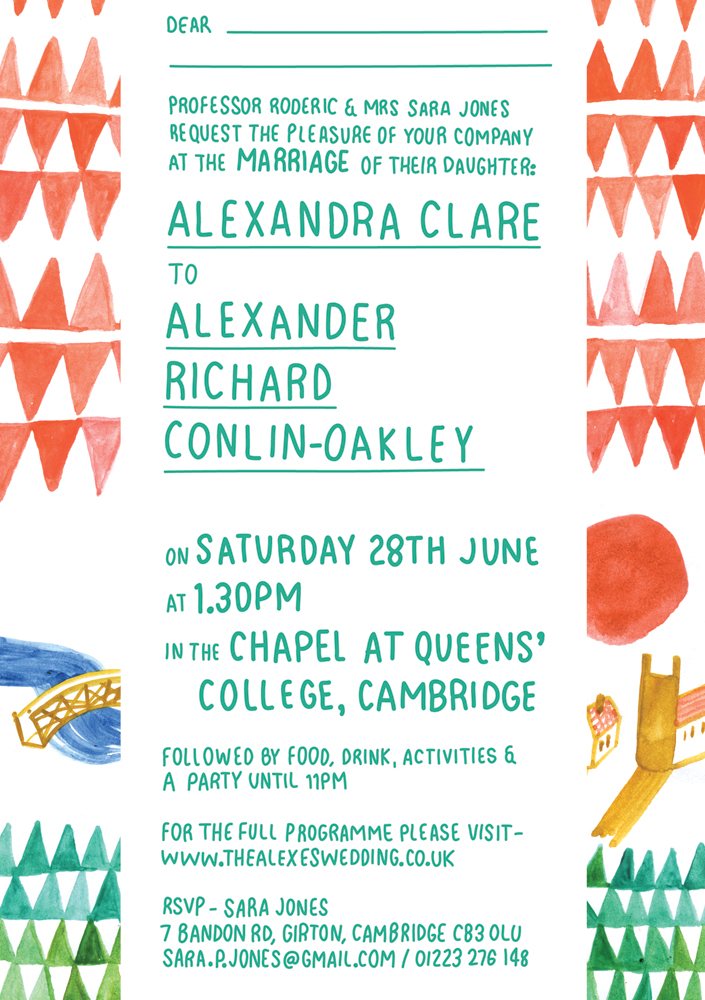 DEAR
PROFESSOR RODERIC & MRS SARA JONES
REQUEST THE PLEASURE OF YOUR COMPANY
AT THE MARRIAGE OF THEIR DAUGHTER:
ALEXANDRA CLARE
TO
ALEXANDER
RICHARD
CONLIN-OAKLEY
ON SATURDAY 28TH JUNE
AT 1.30PM
IN THE CHAPEL AT QUEENS'
COLLEGE, CAMBRIDGE
FOLLOWED BY FOOD, DRINK, ACTIVITIES &
A PARTY UNTIL 11PM
FOR THE FULL PROGRAMME PLEASE VISIT-
WWW.THEALEXESWEDDING.CO.UK
RSVP - SARA JONES
7 BANDON RD, GIRTON, CAMBRIDGE CB3 0LU
SARA.P.JONES@GMAIL.COM / 01223 276 148